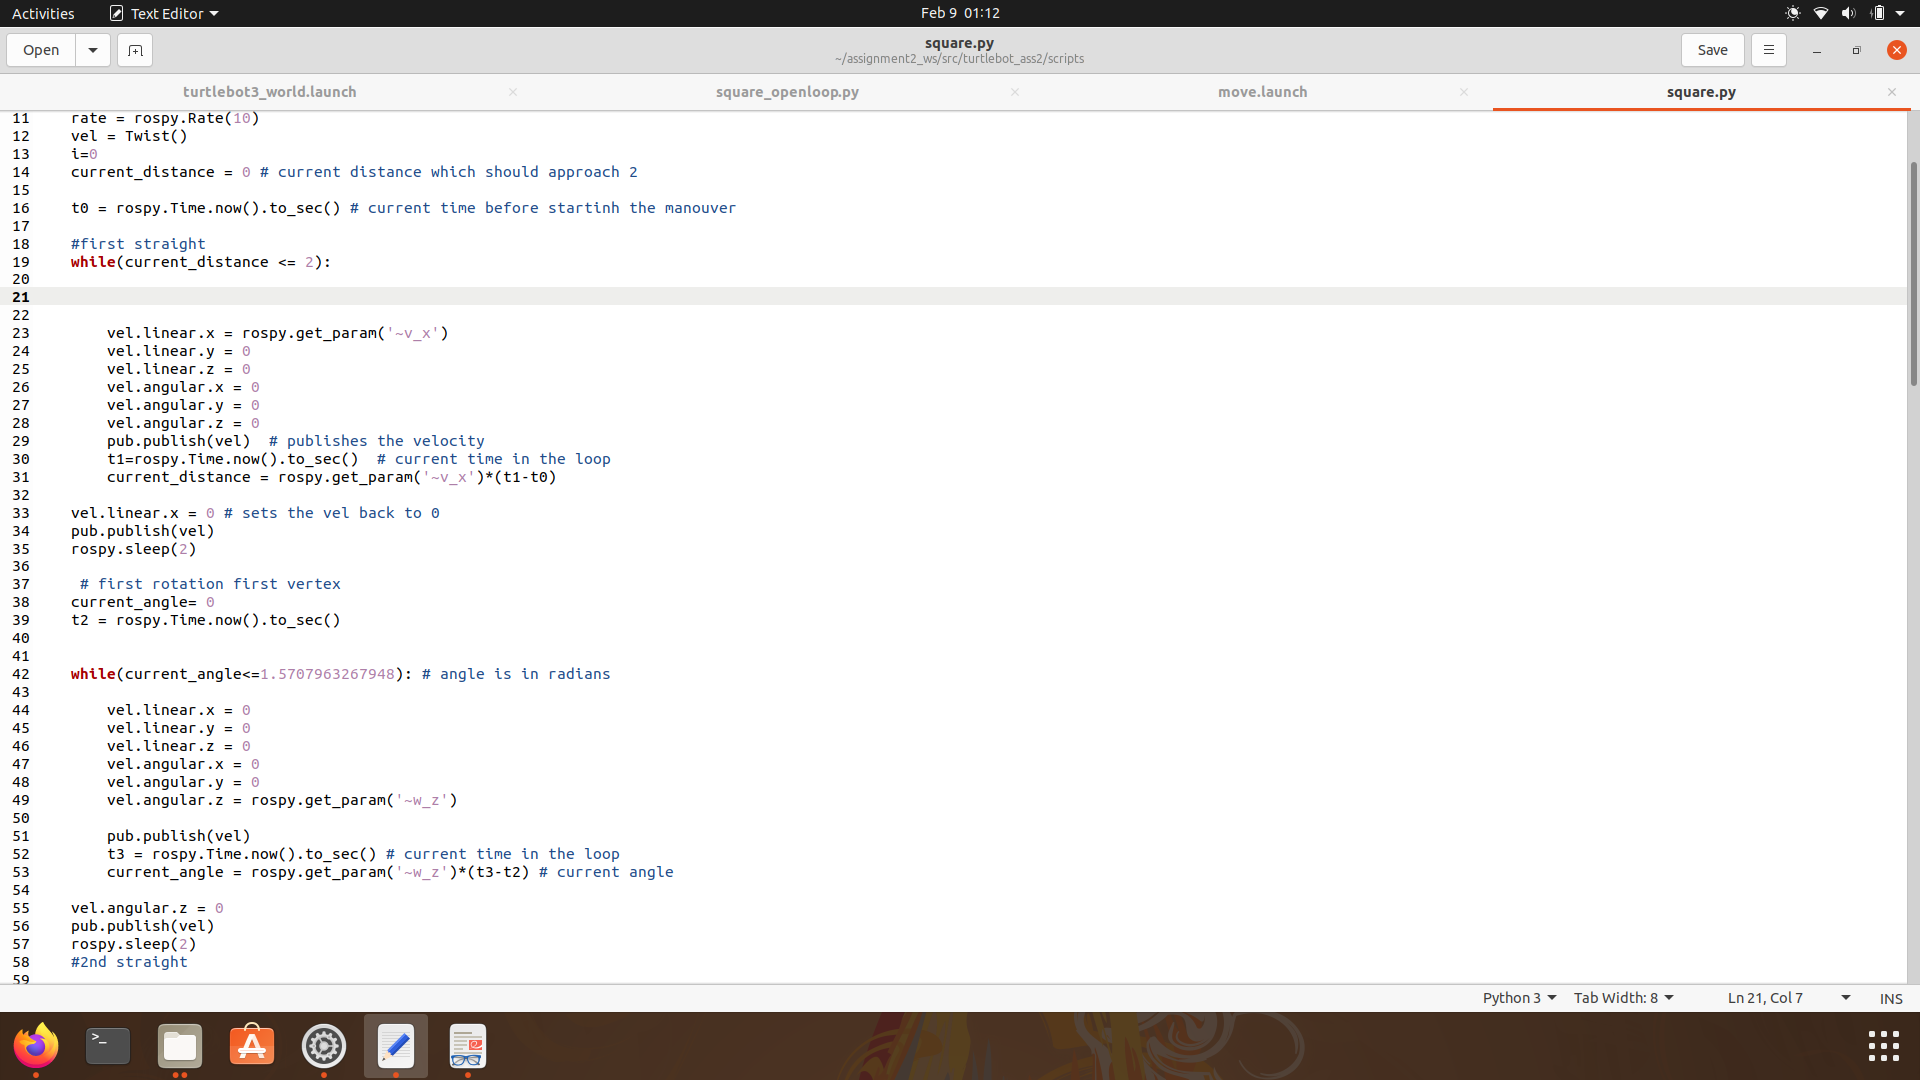 Activities Text Editor Feb 9 01:12
Open square.py Save
~/assignment2_ws/src/turtlebot_ass2/scripts
turtlebot3_world.launch square_openloop.py move.launch square.py
11 rate = rospy.Rate(10)
12 vel = Twist()
13 i=0
14 current_distance = 0 # current distance which should approach 2
15
16 t0 = rospy.Time.now().to_sec() # current time before startinh the manouver
17
18 #first straight
19 while(current_distance <= 2):
20
21
22
23 vel.linear.x = rospy.get_param('~v_x')
24 vel.linear.y = 0
25 vel.linear.z = 0
26 vel.angular.x = 0
27 vel.angular.y = 0
28 vel.angular.z = 0
29 pub.publish(vel)  # publishes the velocity
30 t1=rospy.Time.now().to_sec()  # current time in the loop
31 current_distance = rospy.get_param('~v_x')*(t1-t0)
32
33 vel.linear.x = 0 # sets the vel back to 0
34 pub.publish(vel)
35 rospy.sleep(2)
36
37 # first rotation first vertex
38 current_angle= 0
39 t2 = rospy.Time.now().to_sec()
40
41
42 while(current_angle<=1.5707963267948): # angle is in radians
43
44 vel.linear.x = 0
45 vel.linear.y = 0
46 vel.linear.z = 0
47 vel.angular.x = 0
48 vel.angular.y = 0
49 vel.angular.z = rospy.get_param('~w_z')
50
51 pub.publish(vel)
52 t3 = rospy.Time.now().to_sec() # current time in the loop
53 current_angle = rospy.get_param('~w_z')*(t3-t2) # current angle
54
55 vel.angular.z = 0
56 pub.publish(vel)
57 rospy.sleep(2)
58 #2nd straight
59
Python 3 Tab Width: 8 Ln 21, Col 7 INS